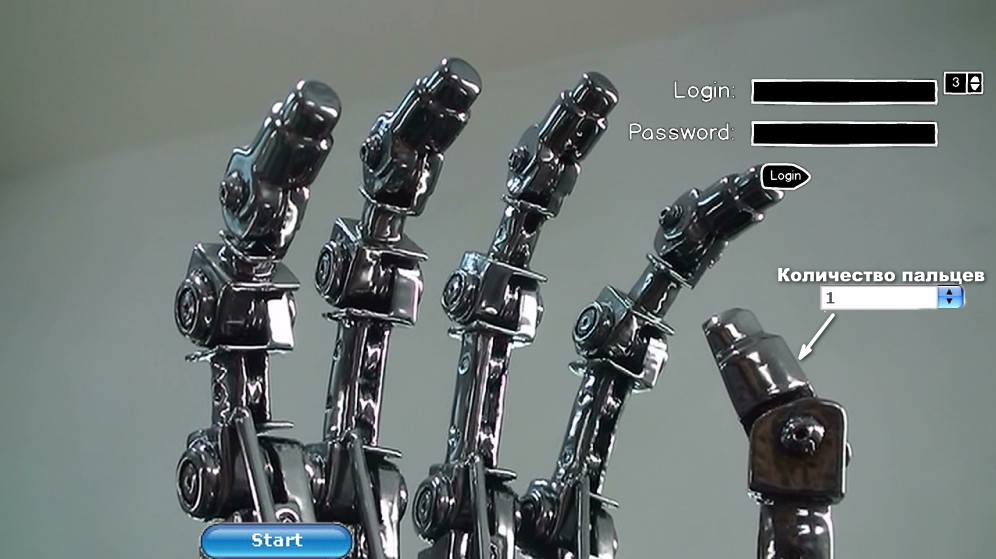 Login:
3
Password:
Login
Количество пальцев
1
Start